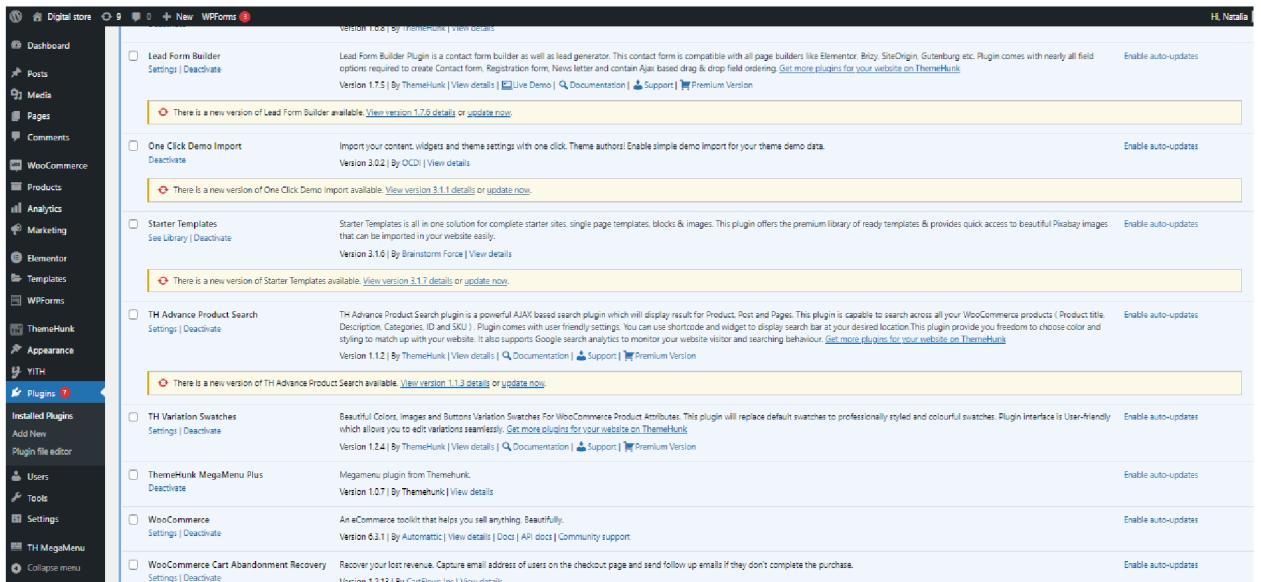 Digital store 9 0 + New WPForms 3 Hi, Natalia
Dashboard
Posts
Media
Pages
Comments
WooCommerce
Products
Analytics
Marketing
Elementor
Templates
WPForms
ThemeHunk
Appearance
YITH
Plugins 7
Installed Plugins
Add New
Plugin file editor
Users
Tools
Settings
TH MegaMenu
Collapse menu
Version 1.6.8 | By ThemeHunk | View details
Lead Form Builder
Settings | Deactivate
Lead Form Builder Plugin is a contact form builder as well as lead generator. This contact form is compatible with all page builders like Elementor, Brizy, SiteOrigin, Gutenburg etc. Plugin comes with nearly all field
options required to create Contact form, Registration form, News letter and contain Ajax based drag & drop field ordering. Get more plugins for your website on ThemeHunk
Version 1.7.5 | By ThemeHunk | View details | Live Demo | Documentation | Support | Premium Version
Enable auto-updates
There is a new version of Lead Form Builder available. View version 1.7.6 details or update now.
One Click Demo Import
Deactivate
Import your content, widgets and theme settings with one click. Theme authors! Enable simple demo import for your theme demo data.
Version 3.0.2 | By OCDI | View details
Enable auto-updates
There is a new version of One Click Demo Import available. View version 3.1.1 details or update now.
Starter Templates
See Library | Deactivate
Starter Templates is all in one solution for complete starter sites, single page templates, blocks & images. This plugin offers the premium library of ready templates & provides quick access to beautiful Pixabay images
that can be imported in your website easily.
Version 3.1.6 | By Brainstorm Force | View details
Enable auto-updates
There is a new version of Starter Templates available. View version 3.1.7 details or update now.
TH Advance Product Search
Settings | Deactivate
TH Advance Product Search plugin is a powerful AJAX based search plugin which will display result for Product, Post and Pages. This plugin is capable to search across all your WooCommerce products ( Product title,
Description, Categories, ID and SKU ) . Plugin comes with user friendly settings. You can use shortcode and widget to display search bar at your desired location.This plugin provide you freedom to choose color and
styling to match up with your website. It also supports Google search analytics to monitor your website visitor and searching behaviour. Get more plugins for your website on ThemeHunk
Version 1.1.2 | By ThemeHunk | View details | Documentation | Support | Premium Version
Enable auto-updates
There is a new version of TH Advance Product Search available. View version 1.1.3 details or update now.
TH Variation Swatches
Settings | Deactivate
Beautiful Colors, Images and Buttons Variation Swatches For WooCommerce Product Attributes. This plugin will replace default swatches to professionally styled and colourful swatches. Plugin interface is User-friendly
which allows you to edit variations seamlessly. Get more plugins for your website on ThemeHunk
Version 1.2.4 | By ThemeHunk | View details | Documentation | Support | Premium Version
Enable auto-updates
ThemeHunk MegaMenu Plus
Deactivate
Megamenu plugin from Themehunk.
Version 1.0.7 | By Themehunk | View details
Enable auto-updates
WooCommerce
Settings | Deactivate
An eCommerce toolkit that helps you sell anything. Beautifully.
Version 6.3.1 | By Automattic | View details | Docs | API docs | Community support
Enable auto-updates
WooCommerce Cart Abandonment Recovery
Settings | Deactivate
Recover your lost revenue. Capture email address of users on the checkout page and send follow up emails if they don't complete the purchase.
Version 1.2.13 | By CartFlows Inc | View details
Enable auto-updates